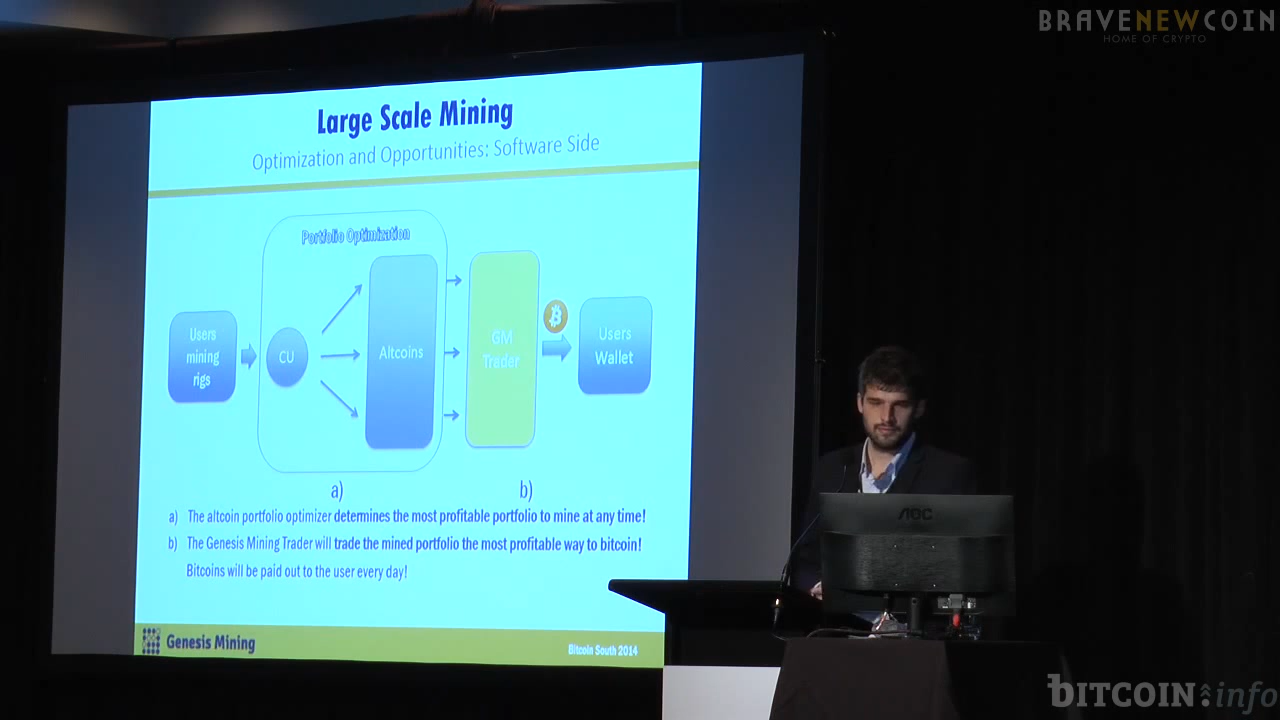 BRAVENEWCOIN
HOME OF CRYPTO
Large Scale Mining
Optimization and Opportunities: Software Side
Portfolio Optimization
Users
mining
rigs
CU
Altcoins
GM
Trader
Users
Wallet
a)
b)
a) The altcoin portfolio optimizer determines the most profitable portfolio to mine at any time!
b) The Genesis Mining Trader will trade the mined portfolio the most profitable way to bitcoin!
Bitcoins will be paid out to the user every day!
Genesis Mining
Bitcoin South 2014
AOC
BITCOIN:info